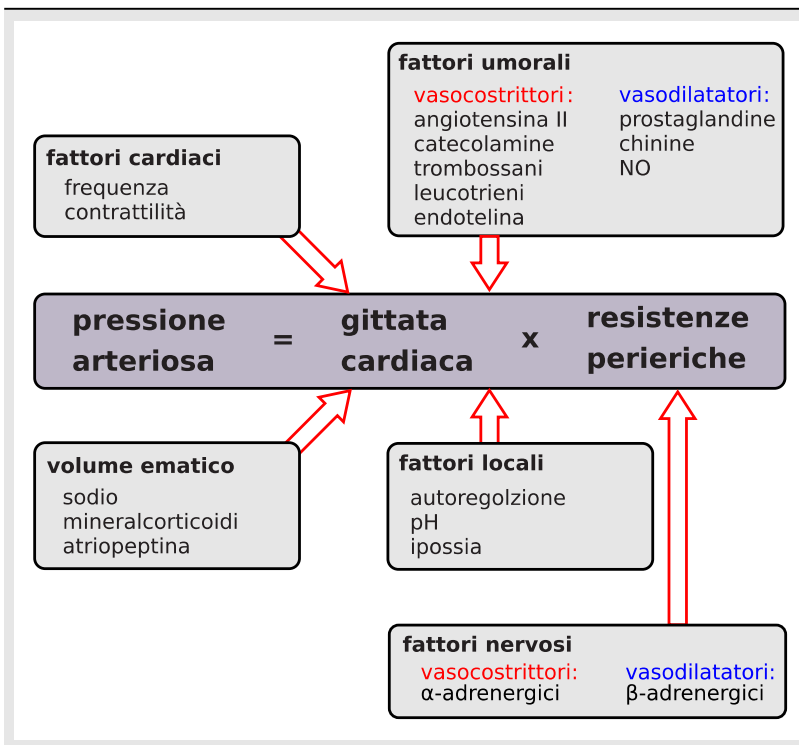 fattori umorali
vasocostrittori: vasodilatatori:
angiotensina II prostaglandine
catecolamine chinine
trombossani NO
leucotrieni
endotelina
fattori cardiaci
frequenza
contrattilità
pressione arteriosa = gittata cardiaca x resistenze perieriche
volume ematico
sodio
mineralcorticoidi
atriopeptina
fattori locali
autoregolzione
pH
ipossia
fattori nervosi
vasocostrittori: vasodilatatori:
α-adrenergici β-adrenergici